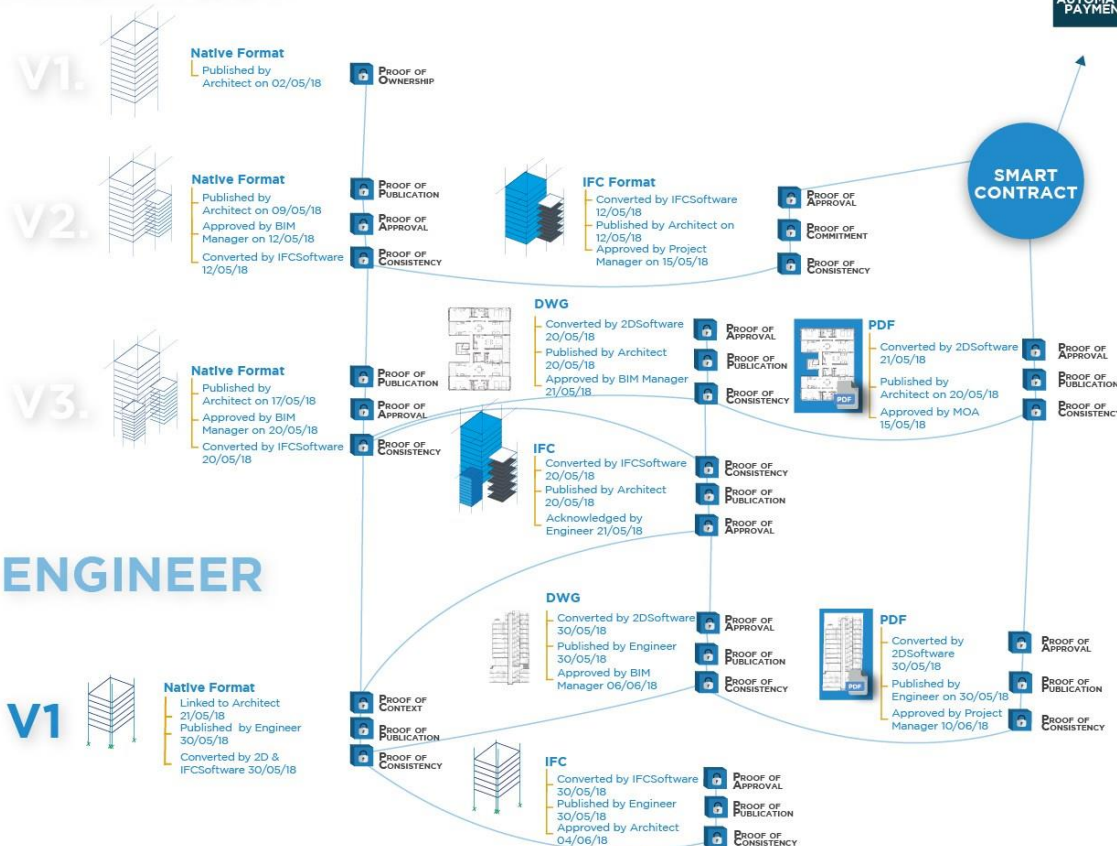 AUTOMA
PAYMEN
V1.
Native Format
Published by
Architect on 02/05/18
PROOF OF
OWNERSHIP
V2.
Native Format
Published by
Architect on 09/05/18
Approved by BIM
Manager on 12/05/18
Converted by IFCSoftware
12/05/18
PROOF OF
PUBLICATION
PROOF OF
APPROVAL
PROOF OF
CONSISTENCY
IFC Format
Converted by IFCSoftware
12/05/18
Published by Architect on
12/05/18
Approved by Project
Manager on 15/05/18
PROOF OF
APPROVAL
PROOF OF
COMMITMENT
PROOF OF
CONSISTENCY
SMART
CONTRACT
V3.
Native Format
Published by
Architect on 17/05/18
Approved by BIM
Manager on 20/05/18
Converted by IFCSoftware
20/05/18
PROOF OF
PUBLICATION
PROOF OF
APPROVAL
PROOF OF
CONSISTENCY
DWG
Converted by 2DSoftware
20/05/18
Published by Architect
20/05/18
Approved by BIM Manager
21/05/18
PROOF OF
APPROVAL
PROOF OF
PUBLICATION
PROOF OF
CONSISTENCY
PDF
PDF
Converted by 2DSoftware
21/05/18
Published by
Architect on 20/05/18
Approved by MOA
15/05/18
PROOF OF
APPROVAL
PROOF OF
PUBLICATION
PROOF OF
CONSISTENCY
IFC
Converted by IFCSoftware
20/05/18
Published by Architect
20/05/18
Acknowledged by
Engineer 21/05/18
PROOF OF
CONSISTENCY
PROOF OF
PUBLICATION
PROOF OF
APPROVAL
ENGINEER
V1
Native Format
Linked to Architect
21/05/18
Published by Engineer
30/05/18
Converted by 2D &
IFCSoftware 30/05/18
PROOF OF
CONTEXT
PROOF OF
PUBLICATION
PROOF OF
CONSISTENCY
DWG
Converted by 2DSoftware
30/05/18
Published by Engineer
30/05/18
Approved by BIM
Manager 06/06/18
PROOF OF
APPROVAL
PROOF OF
PUBLICATION
PROOF OF
CONSISTENCY
PDF
PDF
Converted by
2DSoftware
30/05/18
Published by
Engineer on 30/05/18
Approved by Project
Manager 10/06/18
PROOF OF
APPROVAL
PROOF OF
PUBLICATION
PROOF OF
CONSISTENCY
IFC
Converted by IFCSoftware
30/05/18
Published by Engineer
30/05/18
Approved by Architect
04/06/18
PROOF OF
APPROVAL
PROOF OF
PUBLICATION
PROOF OF
CONSISTENCY